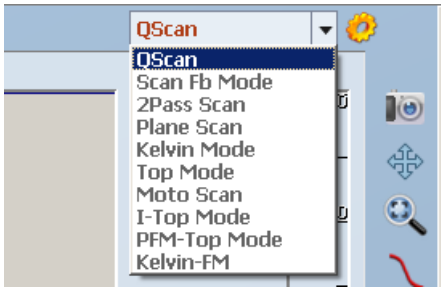 QScan
QScan
Scan Fb Mode
2Pass Scan
Plane Scan
Kelvin Mode
Top Mode
Moto Scan
I-Top Mode
PFM-Top Mode
Kelvin-FM